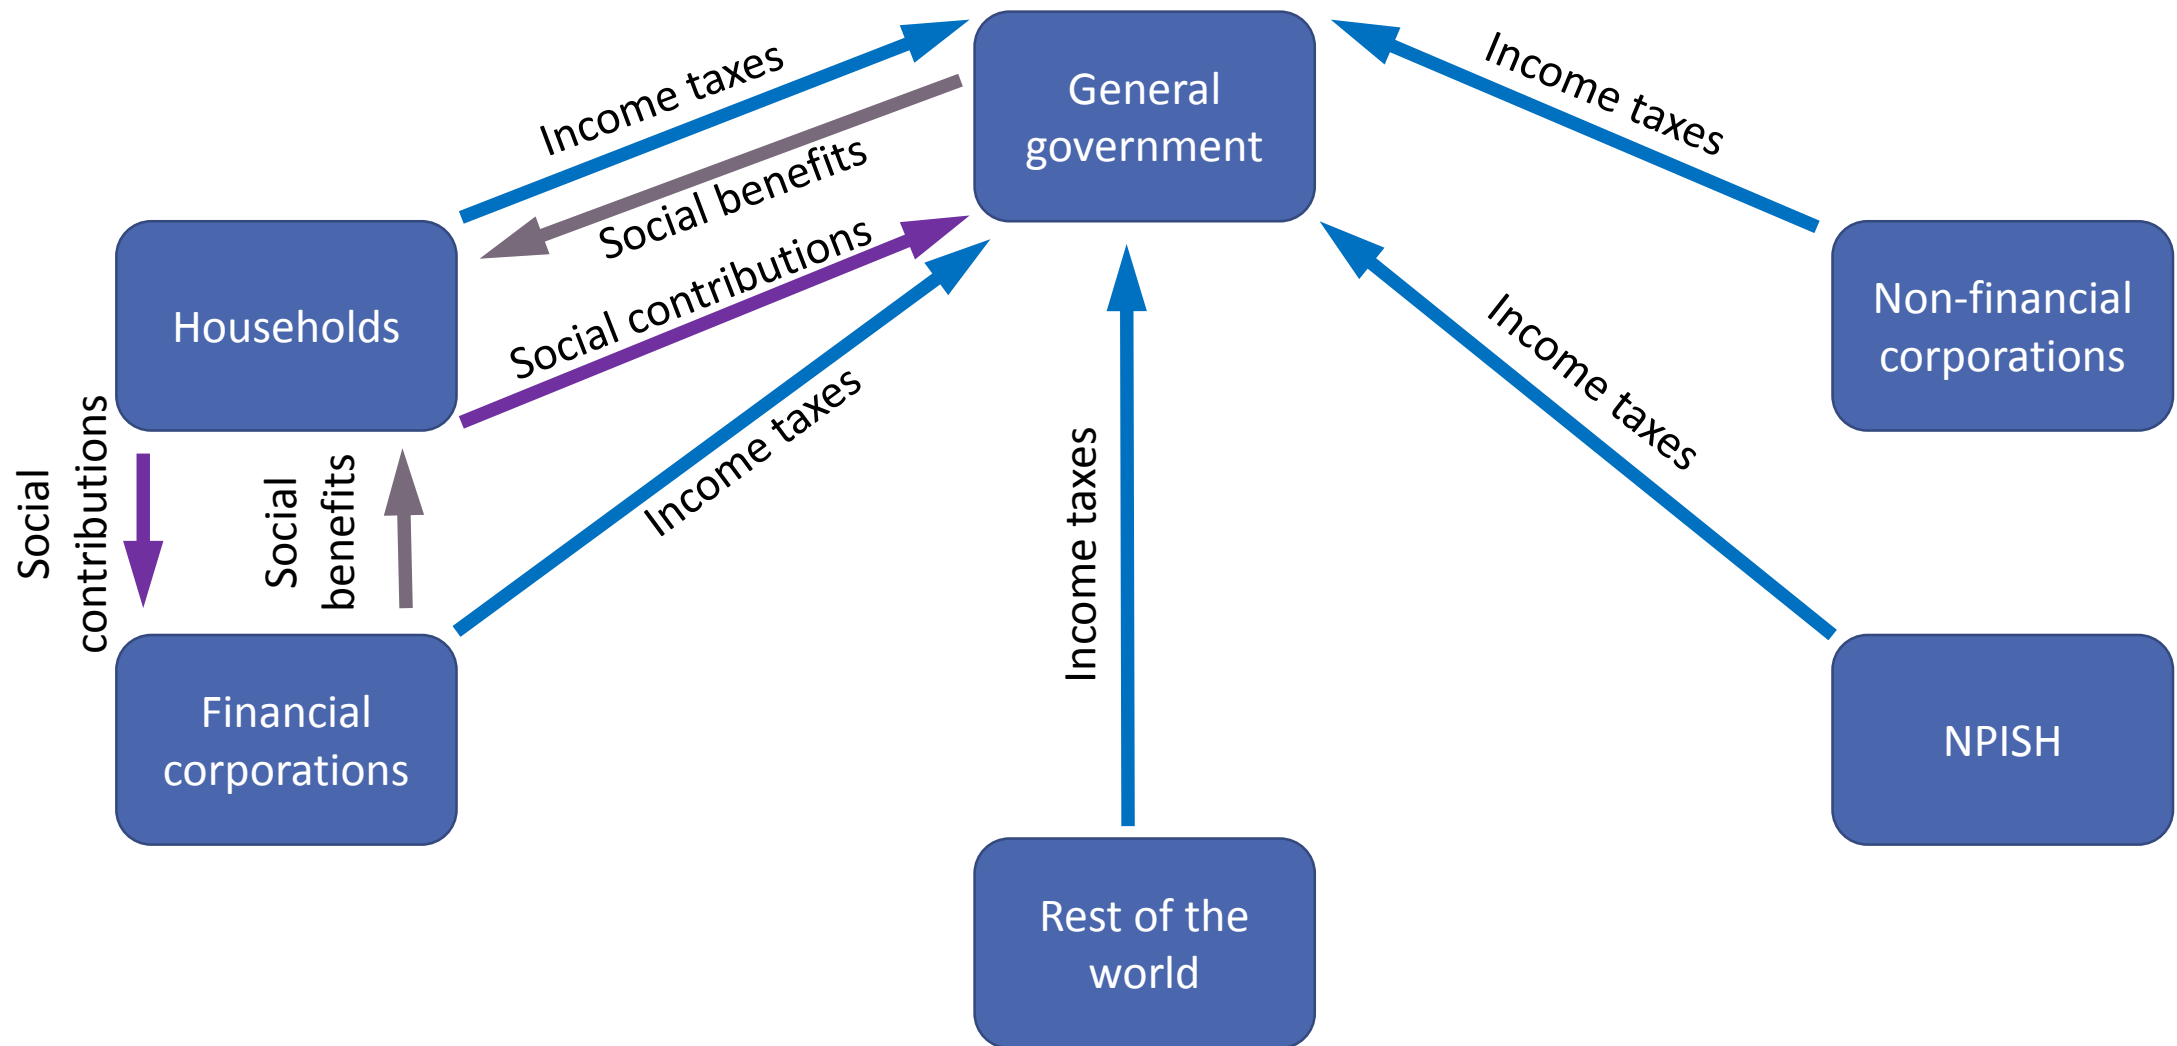 General
government
Income taxes
Social benefits
Social contributions
Income taxes
Income taxes
Income taxes
Income taxes
Households
Non-financial
corporations
Social
contributions
Social
benefits
Financial
corporations
NPISH
Rest of the
world